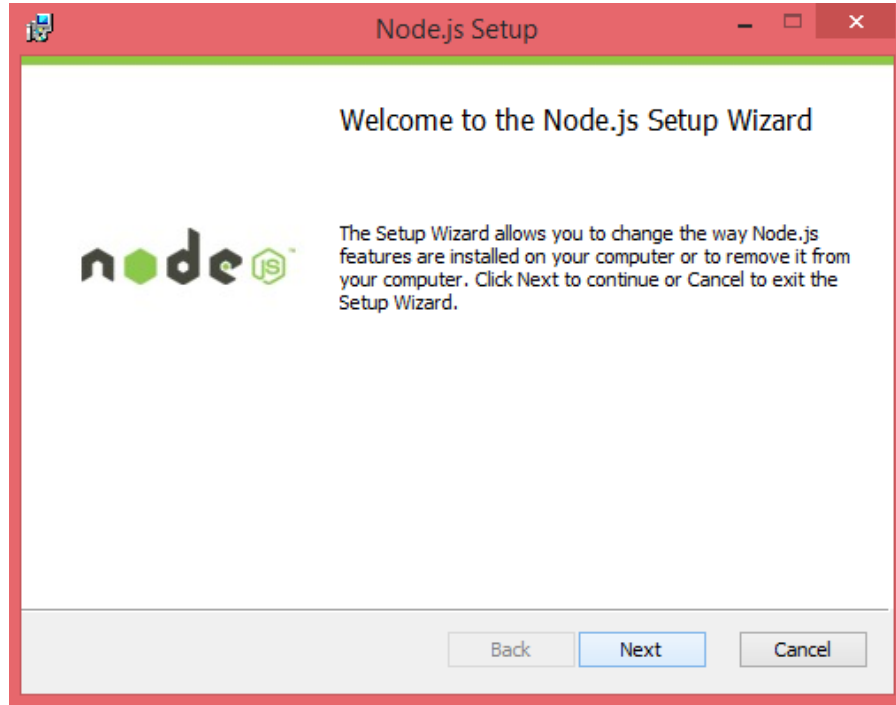 Node.js Setup
Welcome to the Node.js Setup Wizard
node JS
The Setup Wizard allows you to change the way Node.js
features are installed on your computer or to remove it from
your computer. Click Next to continue or Cancel to exit the
Setup Wizard.
Back Next Cancel